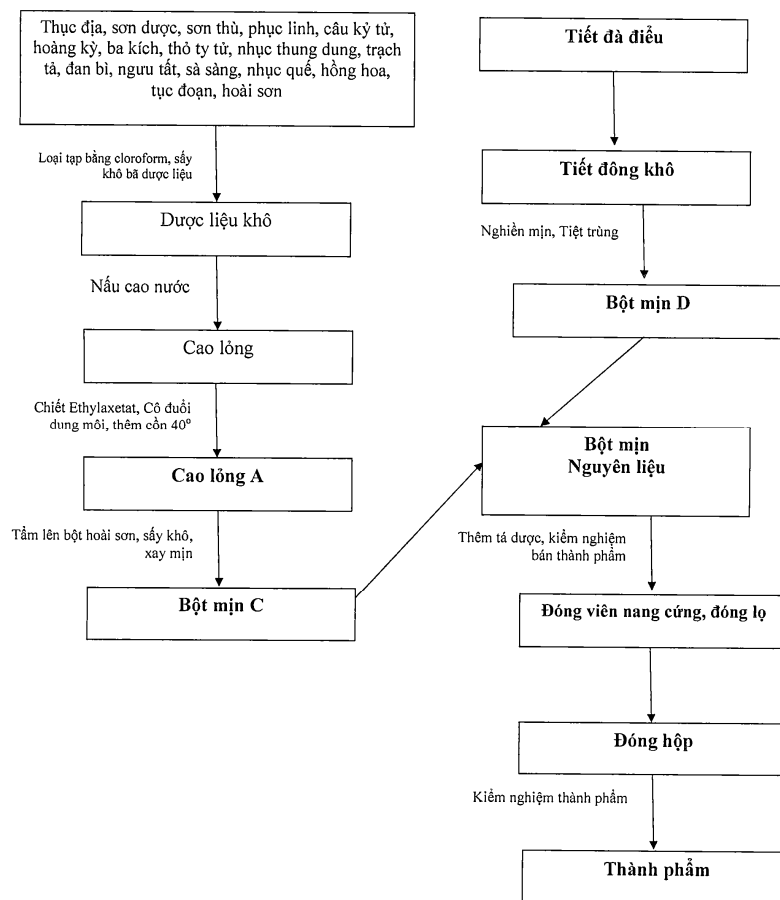 Thục địa, sơn dược, sơn thù, phục linh, câu kỷ tử,
hoàng kỳ, ba kích, thỏ ty tử, nhục thung dung, trạch
tả, đan bì, ngưu tất, sà sàng, nhục quế, hồng hoa,
tục đoạn, hoài sơn
Loại tạp bằng cloroform, sấy
khô bã dược liệu
Dược liệu khô
Nấu cao nước
Cao lỏng
Chiết Ethylaxetat, Cô đuổi
dung môi, thêm cồn 40º
Cao lỏng A
Tẩm lên bột hoài sơn, sấy khô,
xay mịn
Bột mịn C
Tiết đà điểu
Tiết đông khô
Nghiền mịn, Tiệt trùng
Bột mịn D
Bột mịn
Nguyên liệu
Thêm tá dược, kiểm nghiệm
bán thành phẩm
Đóng viên nang cứng, đóng lọ
Đóng hộp
Kiểm nghiệm thành phẩm
Thành phẩm